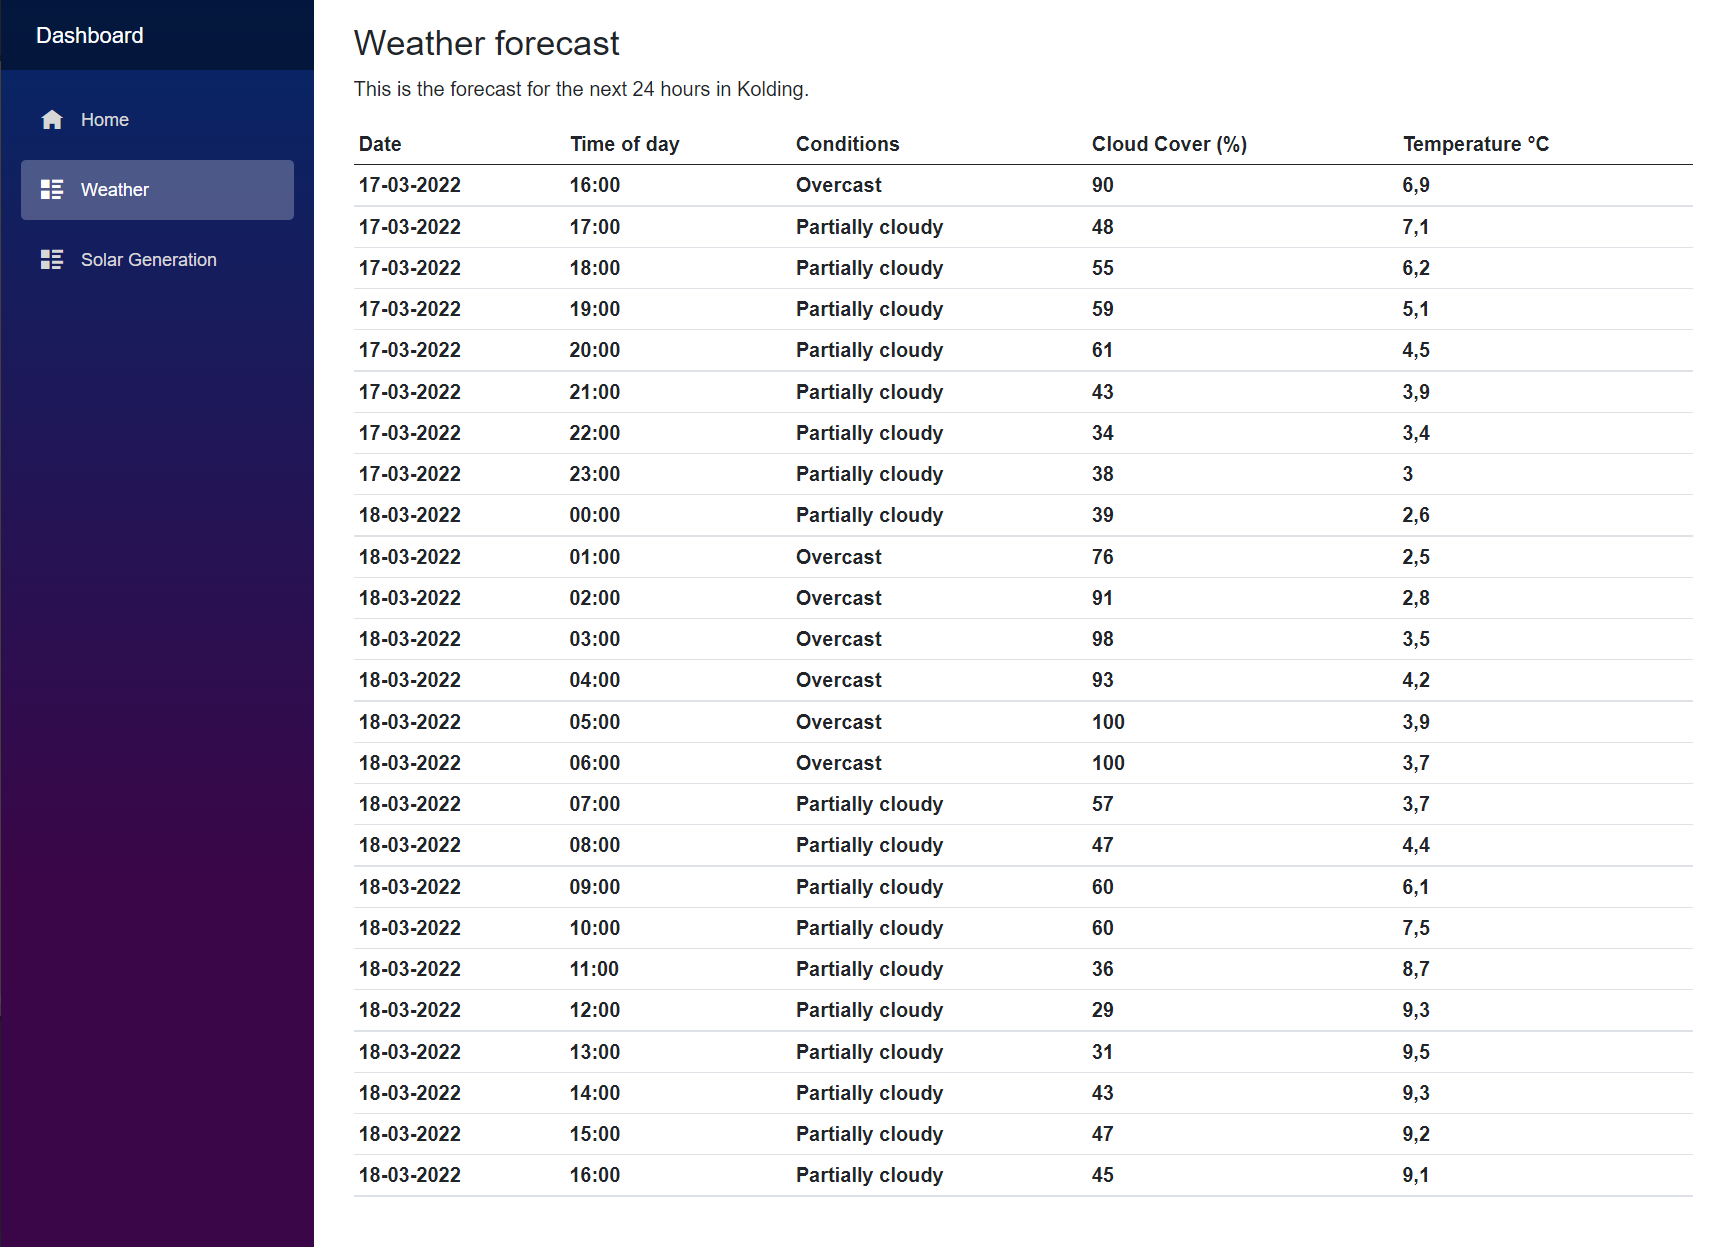 Dashboard
Home
Weather
Solar Generation
Weather forecast
This is the forecast for the next 24 hours in Kolding.
Date Time of day Conditions Cloud Cover (%) Temperature °C
17-03-2022 16:00 Overcast 90 6,9
17-03-2022 17:00 Partially cloudy 48 7,1
17-03-2022 18:00 Partially cloudy 55 6,2
17-03-2022 19:00 Partially cloudy 59 5,1
17-03-2022 20:00 Partially cloudy 61 4,5
17-03-2022 21:00 Partially cloudy 43 3,9
17-03-2022 22:00 Partially cloudy 34 3,4
17-03-2022 23:00 Partially cloudy 38 3
18-03-2022 00:00 Partially cloudy 39 2,6
18-03-2022 01:00 Overcast 76 2,5
18-03-2022 02:00 Overcast 91 2,8
18-03-2022 03:00 Overcast 98 3,5
18-03-2022 04:00 Overcast 93 4,2
18-03-2022 05:00 Overcast 100 3,9
18-03-2022 06:00 Overcast 100 3,7
18-03-2022 07:00 Partially cloudy 57 3,7
18-03-2022 08:00 Partially cloudy 47 4,4
18-03-2022 09:00 Partially cloudy 60 6,1
18-03-2022 10:00 Partially cloudy 60 7,5
18-03-2022 11:00 Partially cloudy 36 8,7
18-03-2022 12:00 Partially cloudy 29 9,3
18-03-2022 13:00 Partially cloudy 31 9,5
18-03-2022 14:00 Partially cloudy 43 9,3
18-03-2022 15:00 Partially cloudy 47 9,2
18-03-2022 16:00 Partially cloudy 45 9,1